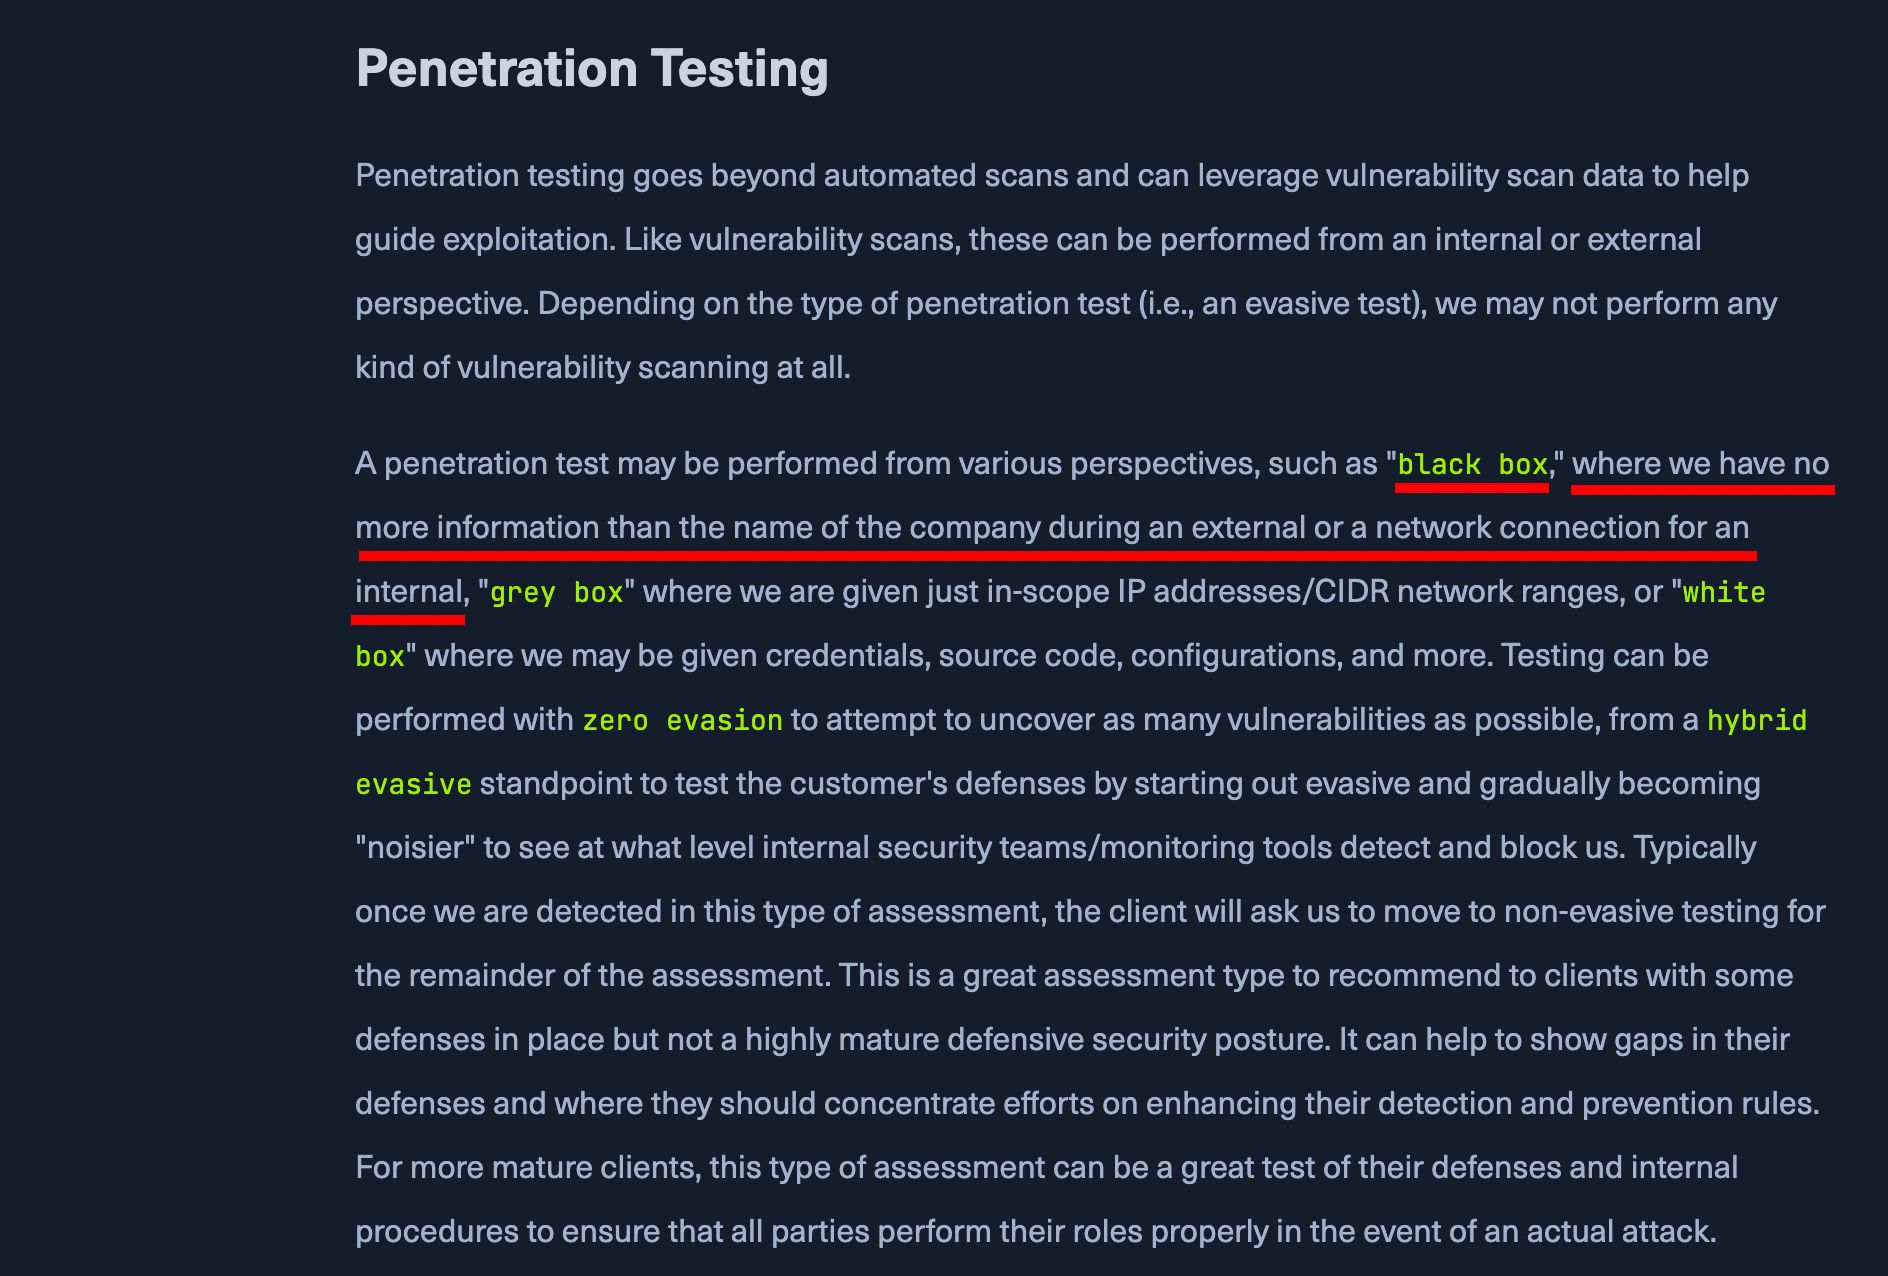 Penetration Testing
Penetration testing goes beyond automated scans and can leverage vulnerability scan data to help
guide exploitation. Like vulnerability scans, these can be performed from an internal or external
perspective. Depending on the type of penetration test (i.e., an evasive test), we may not perform any
kind of vulnerability scanning at all.
A penetration test may be performed from various perspectives, such as "black box," where we have no
more information than the name of the company during an external or a network connection for an
internal, "grey box" where we are given just in-scope IP addresses/CIDR network ranges, or "white
box" where we may be given credentials, source code, configurations, and more. Testing can be
performed with zero evasion to attempt to uncover as many vulnerabilities as possible, from a hybrid
evasive standpoint to test the customer's defenses by starting out evasive and gradually becoming
"noisier" to see at what level internal security teams/monitoring tools detect and block us. Typically
once we are detected in this type of assessment, the client will ask us to move to non-evasive testing for
the remainder of the assessment. This is a great assessment type to recommend to clients with some
defenses in place but not a highly mature defensive security posture. It can help to show gaps in their
defenses and where they should concentrate efforts on enhancing their detection and prevention rules.
For more mature clients, this type of assessment can be a great test of their defenses and internal
procedures to ensure that all parties perform their roles properly in the event of an actual attack.